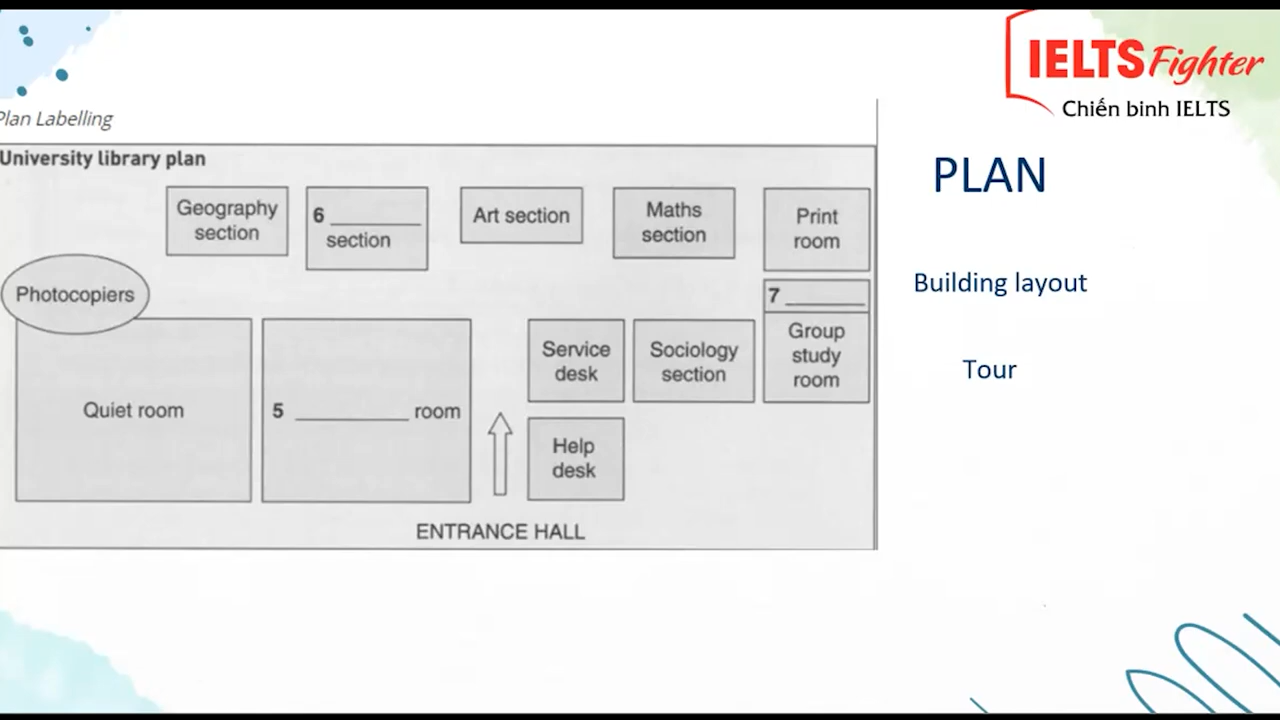 IELTS Fighter
Chiến binh IELTS
Plan Labelling
University library plan
PLAN
Building layout
Tour
Geography
section
6 ________
section
Art section
Maths
section
Print
room
Photocopiers
7 _______
Group
study
room
Service
desk
Sociology
section
Quiet room
5 __________ room
Help
desk
ENTRANCE HALL